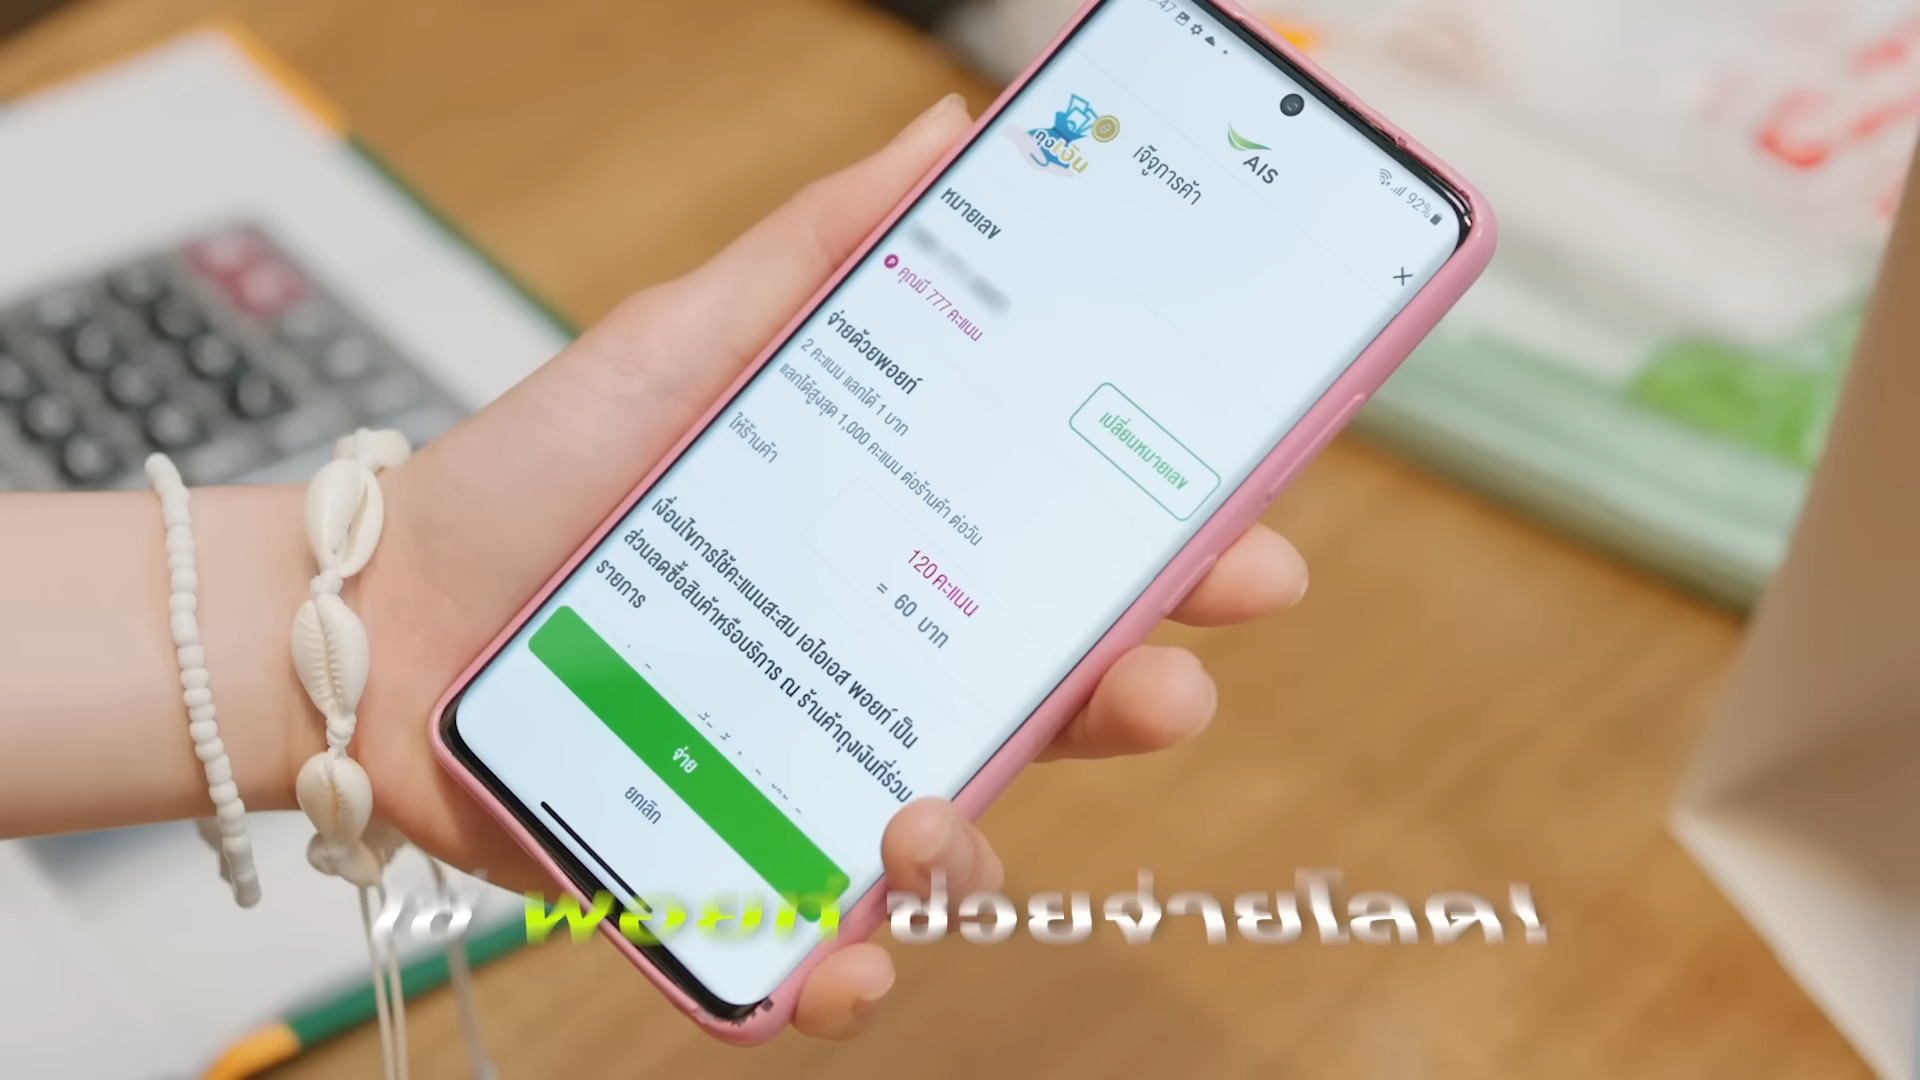 AIS
92%
ถุงเงิน
เจ๊จูการค้า
หมายเลข
คุณมี 777 คะแนน
เปลี่ยนหมายเลข
จ่ายด้วยพอยท์
2 คะแนน แลกได้ 1 บาท
แลกได้สูงสุด 1,000 คะแนน ต่อร้านค้า ต่อวัน
ให้ร้านค้า
120 คะแนน
= 60 บาท
เงื่อนไขการใช้คะแนนสะสม เอไอเอส พอยท์ เป็น
ส่วนลดซื้อสินค้าหรือบริการ ณ ร้านค้าถุงเงินที่ร่วม
รายการ
จ่าย
ยกเลิก
ใช้ พอยท์ ช่วยจ่ายโลด!